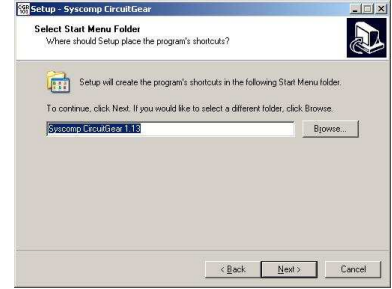 CGR
101
Setup - Syscomp CircuitGear
Select Start Menu Folder
Where should Setup place the program's shortcuts?
Setup will create the program's shortcuts in the following Start Menu folder.
To continue, click Next. If you would like to select a different folder, click Browse.
Syscomp CircuitGear 1.13
Browse...
< Back
Next >
Cancel